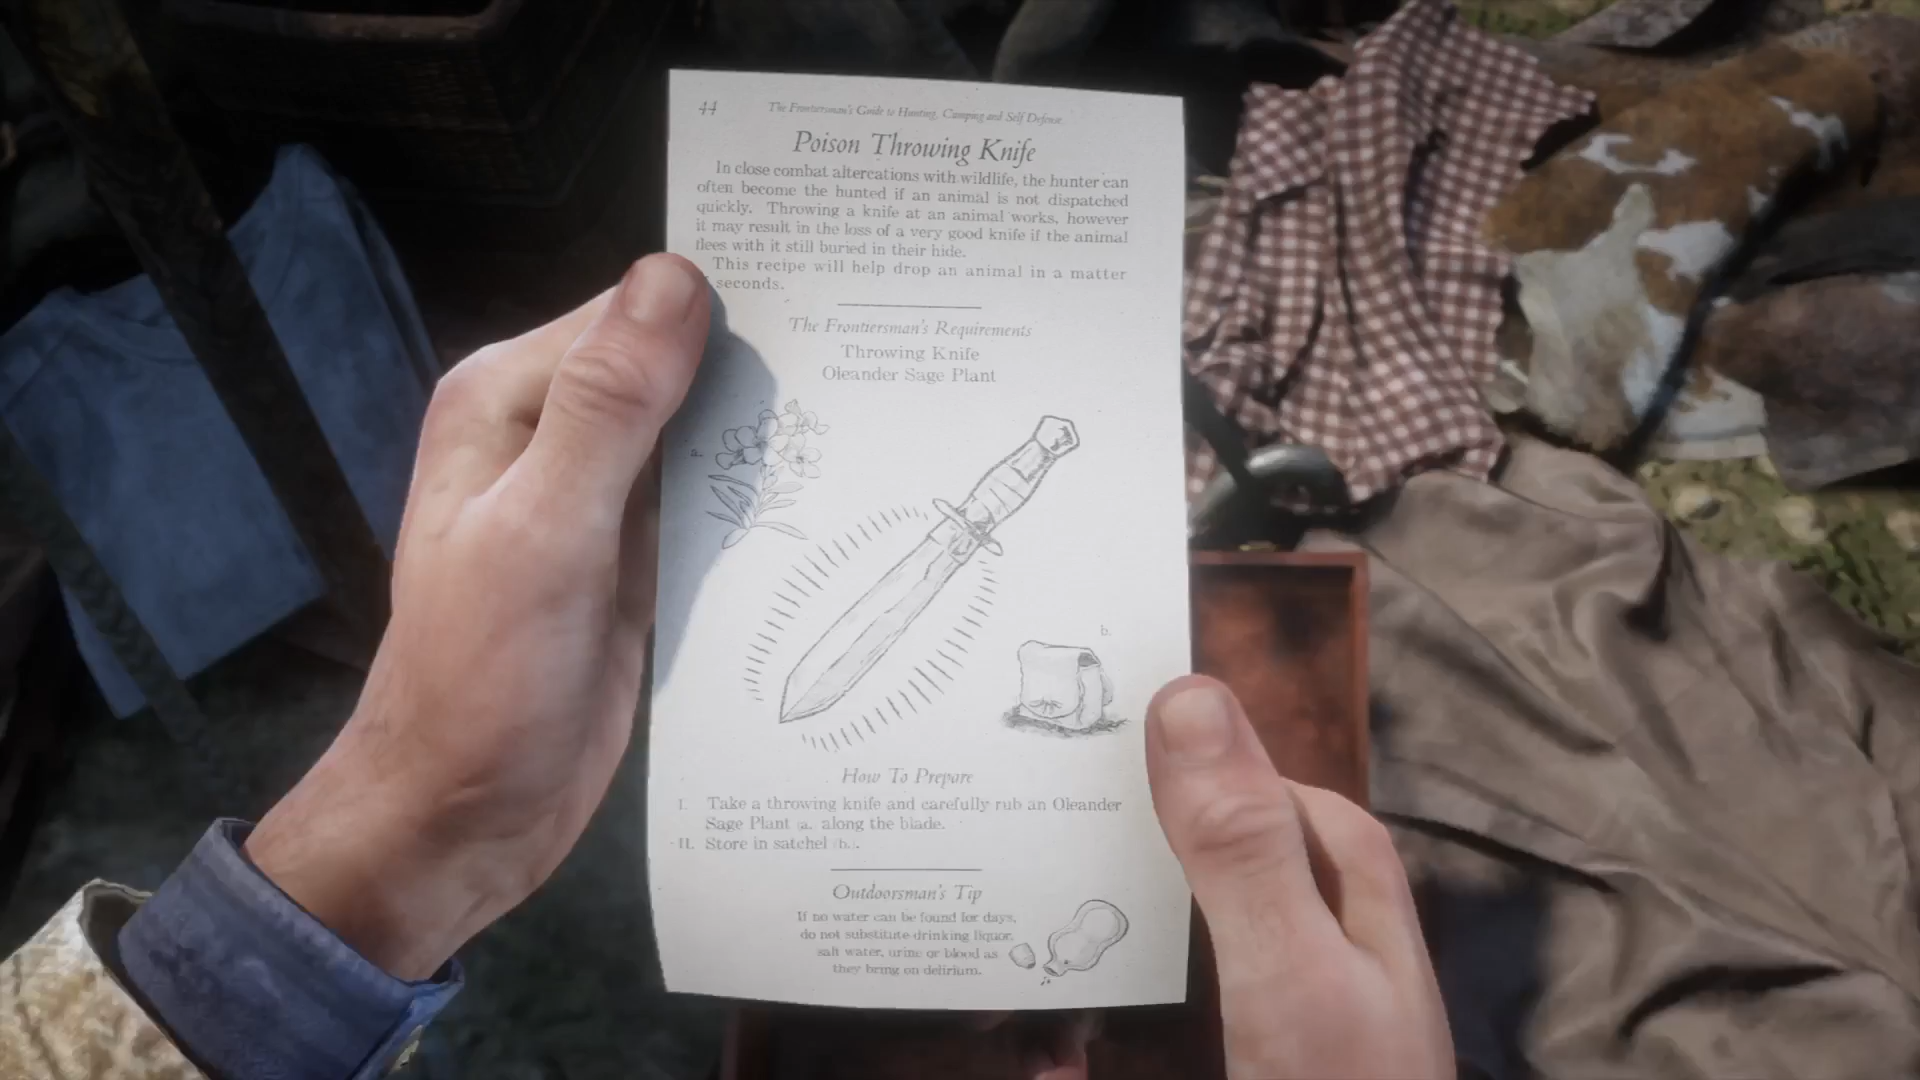 44
The Frontiersman's Guide to Hunting, Camping and Self Defense
Poison Throwing Knife
In close combat altercations with wildlife, the hunter can
often become the hunted if an animal is not dispatched
quickly. Throwing a knife at an animal works, however
it may result in the loss of a very good knife if the animal
flees with it still buried in their hide.
This recipe will help drop an animal in a matter
seconds.
The Frontiersman's Requirements
Throwing Knife
Oleander Sage Plant
a.
b.
How To Prepare
I. Take a throwing knife and carefully rub an Oleander
Sage Plant (a.) along the blade.
II. Store in satchel (b.).
Outdoorsman's Tip
If no water can be found for days,
do not substitute drinking liquor,
salt water, urine or blood as
they bring on delirium.